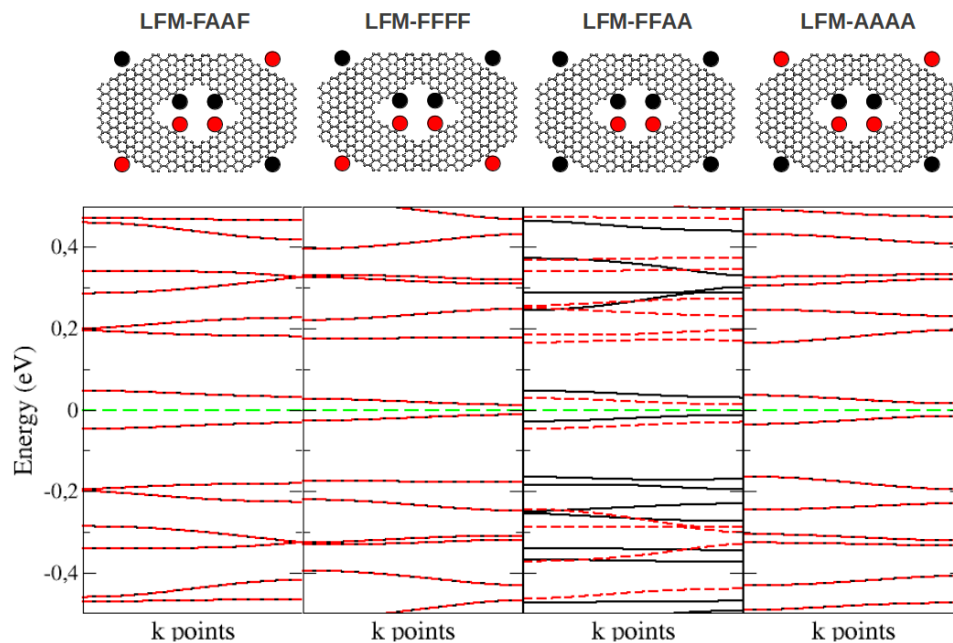 LFM-FAAF
LFM-FFFF
LFM-FFAA
LFM-AAAA
Energy (eV)
0,4
0,2
0
-0,2
-0,4
k points
k points
k points
k points